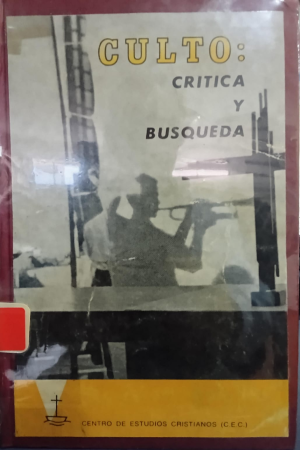 CULTO:
CRITICA
Y
BUSQUEDA
CENTRO DE ESTUDIOS CRISTIANOS (C.E.C.)